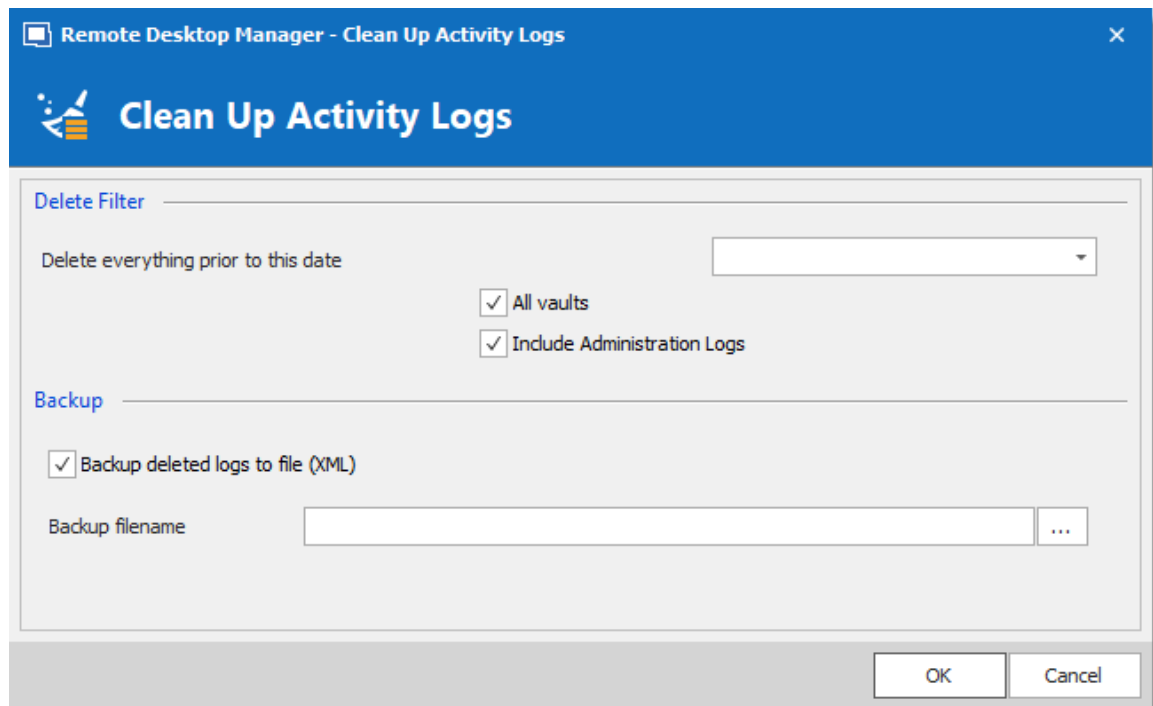 Remote Desktop Manager - Clean Up Activity Logs
Clean Up Activity Logs
Delete Filter
Delete everything prior to this date
All vaults
Include Administration Logs
Backup
Backup deleted logs to file (XML)
Backup filename ...
OK Cancel